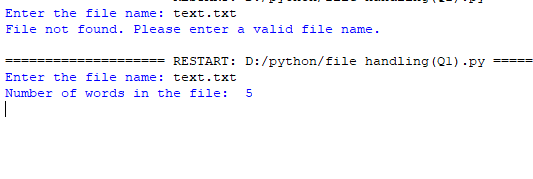 Enter the file name: text.txt
File not found. Please enter a valid file name.
==================== RESTART: D:/python/file handling(Q1).py =====
Enter the file name: text.txt
Number of words in the file:  5